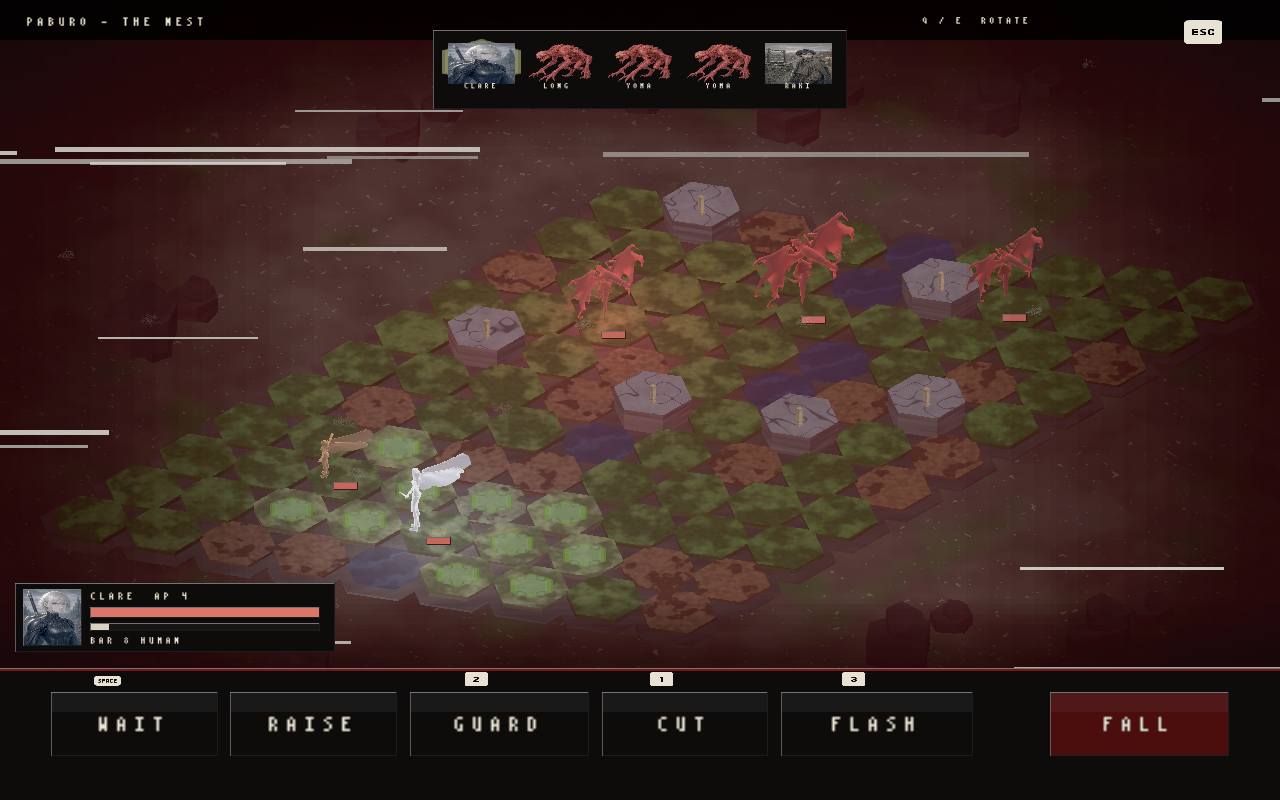 PABURO - THE NEST
Q / E ROTATE
ESC
CLARE
LONG
YOMA
YOMA
RAKI
CLARE AP 4
BAR 8 HUMAN
SPACE
2
1
3
WAIT
RAISE
GUARD
CUT
FLASH
FALL